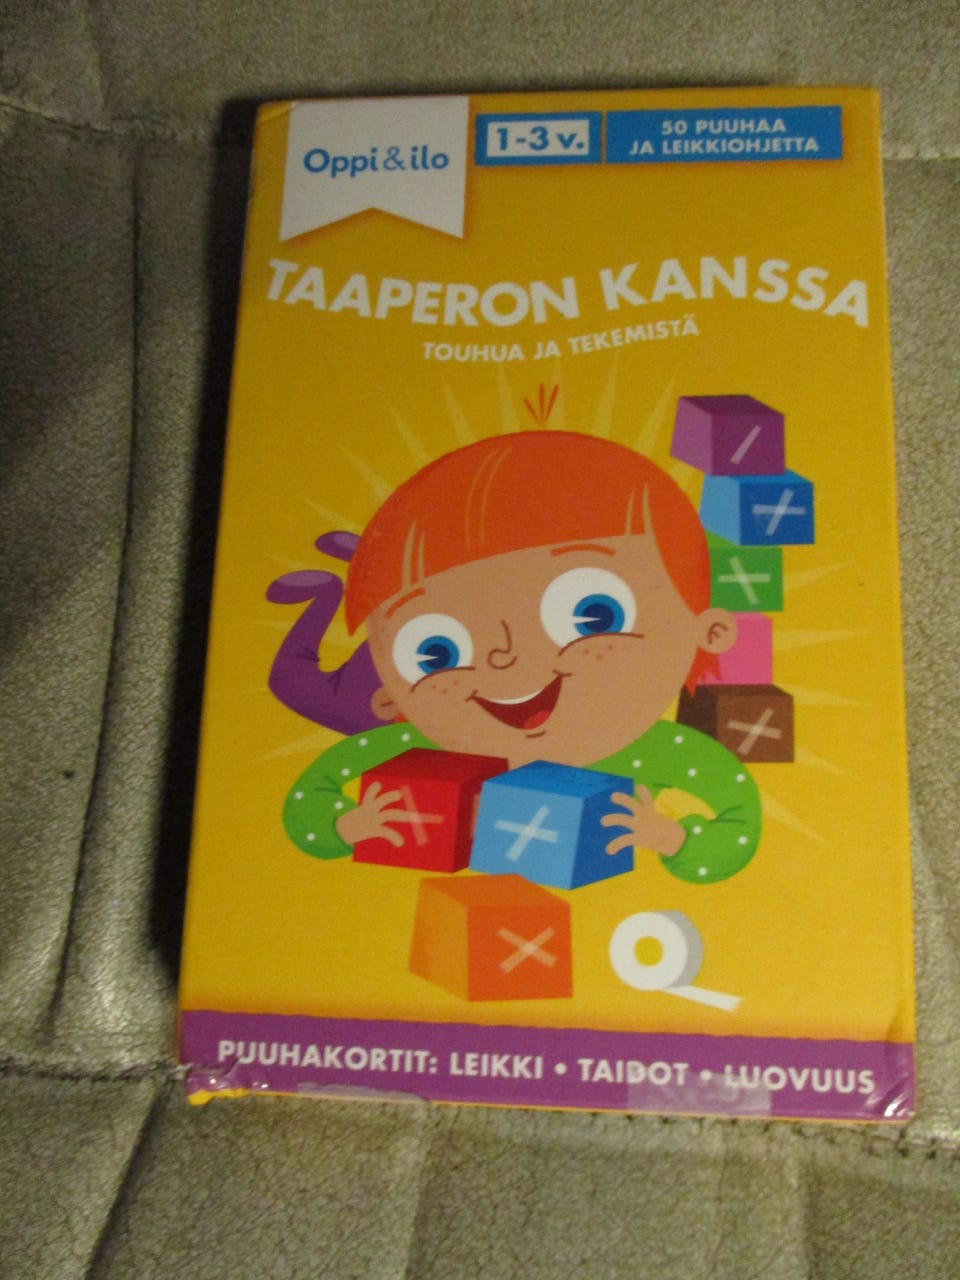 Oppi&ilo
1-3 v.
50 PUUHAA
JA LEIKKIOHJETTA
TAAPERON KANSSA
TOUHUA JA TEKEMISTÄ
PUUHAKORTIT: LEIKKI • TAIDOT • LUOVUUS